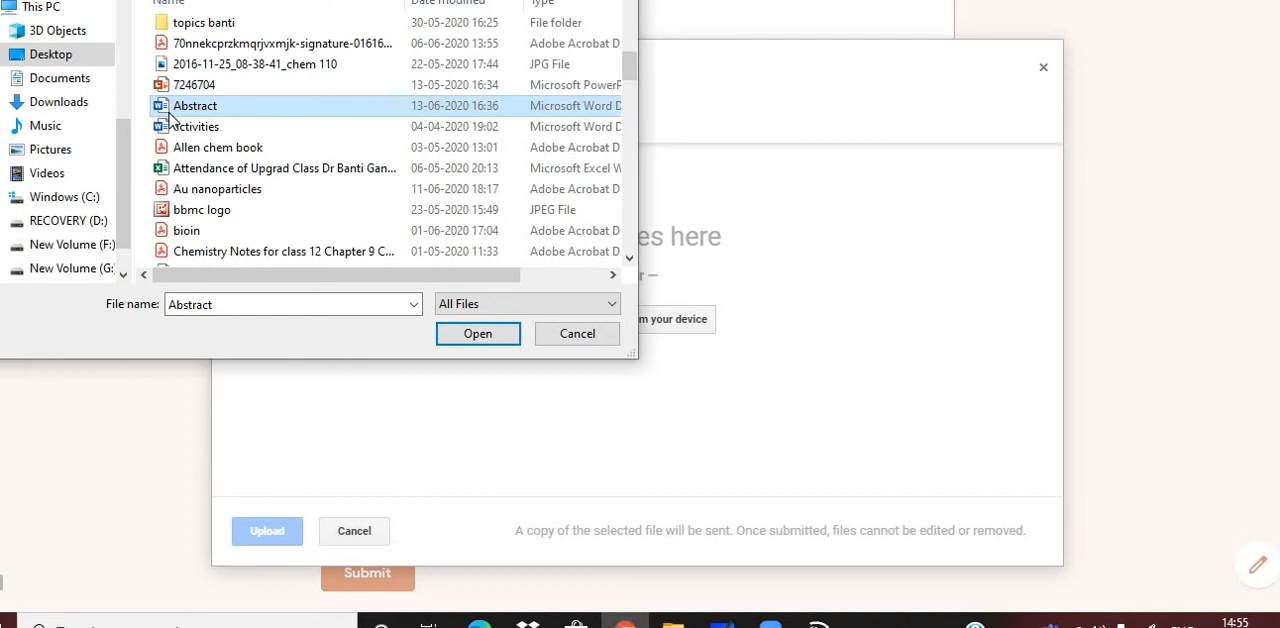 This PC
Name Date modified Type
3D Objects
Desktop
Documents
Downloads
Music
Pictures
Videos
Windows (C:)
RECOVERY (D:)
New Volume (F:)
New Volume (G:
topics banti 30-05-2020 16:25 File folder
70nnekcprzkmqrjvxmjk-signature-01616... 06-06-2020 13:55 Adobe Acrobat D
2016-11-25_08-38-41_chem 110 22-05-2020 17:44 JPG File
7246704 13-05-2020 16:34 Microsoft PowerP
Abstract 13-06-2020 16:36 Microsoft Word D
activities 04-04-2020 19:02 Microsoft Word D
Allen chem book 03-05-2020 13:01 Adobe Acrobat D
Attendance of Upgrad Class Dr Banti Gan... 06-05-2020 20:13 Microsoft Excel W
Au nanoparticles 11-06-2020 18:17 Adobe Acrobat D
bbmc logo 23-05-2020 15:49 JPEG File
bioin 01-06-2020 17:04 Adobe Acrobat D
Chemistry Notes for class 12 Chapter 9 C... 01-05-2020 11:33 Adobe Acrobat D
File name: Abstract All Files
Open Cancel
es here
r —
m your device
Upload Cancel A copy of the selected file will be sent. Once submitted, files cannot be edited or removed.
Submit
14:55